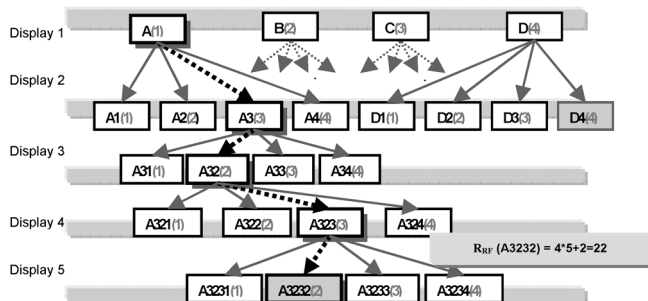 Display 1
A(1) B(2) C(3) D(4)
Display 2
A1(1) A2(2) A3(3) A4(4) D1(1) D2(2) D3(3) D4(4)
Display 3
A31(1) A32(2) A33(3) A34(4)
Display 4
A321(1) A322(2) A323(3) A324(4)
RRF (A3232) = 4*5+2=22
Display 5
A3231(1) A3232(2) A3233(3) A3234(4)